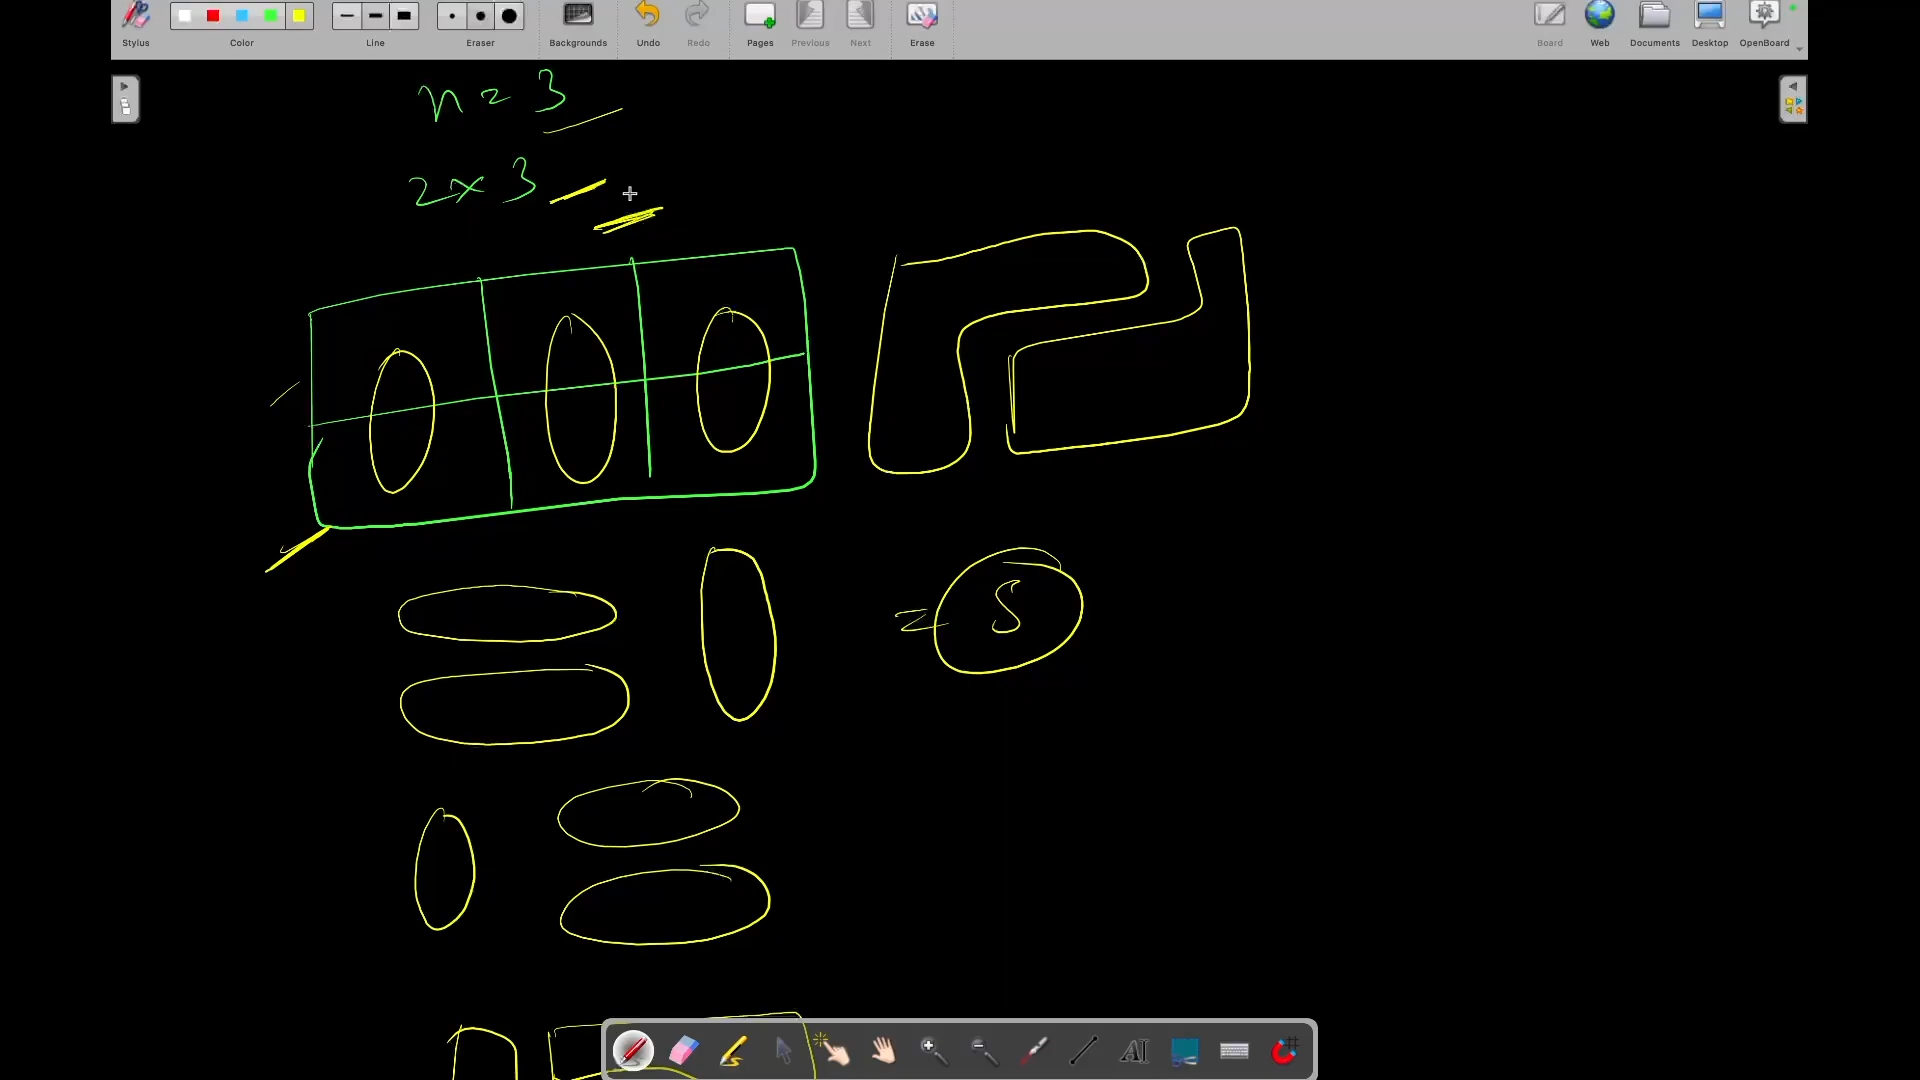 Stylus Color Line Eraser Backgrounds Undo Redo Pages Previous Next Erase Board Web Documents Desktop OpenBoard
n = 3
2 x 3
= 5
AI